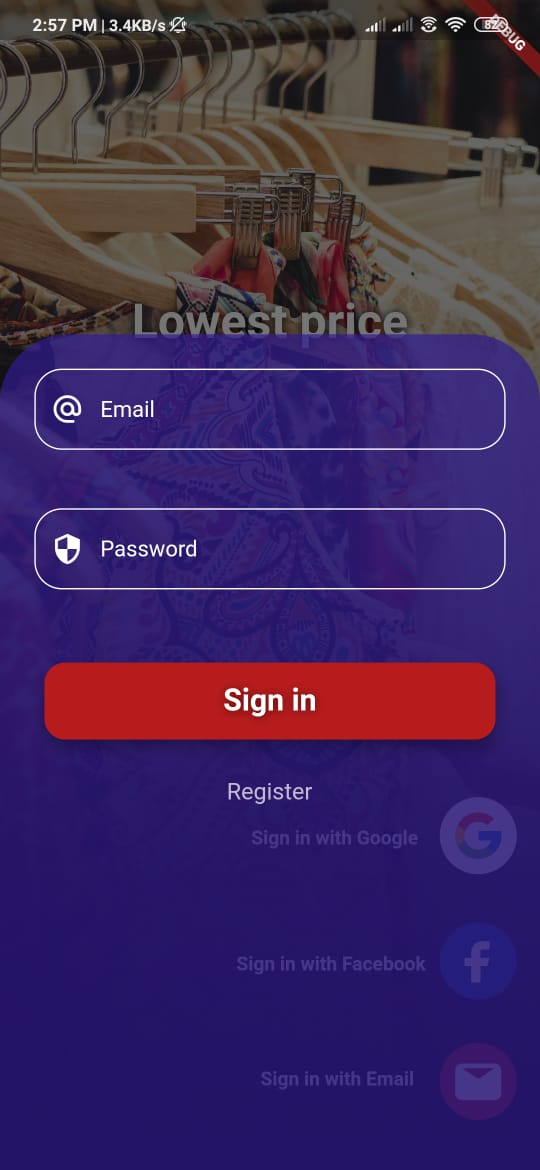 2:57 PM | 3.4KB/s
82
DEBUG
Lowest price
Email
Password
Sign in
Register
Sign in with Google
Sign in with Facebook
Sign in with Email